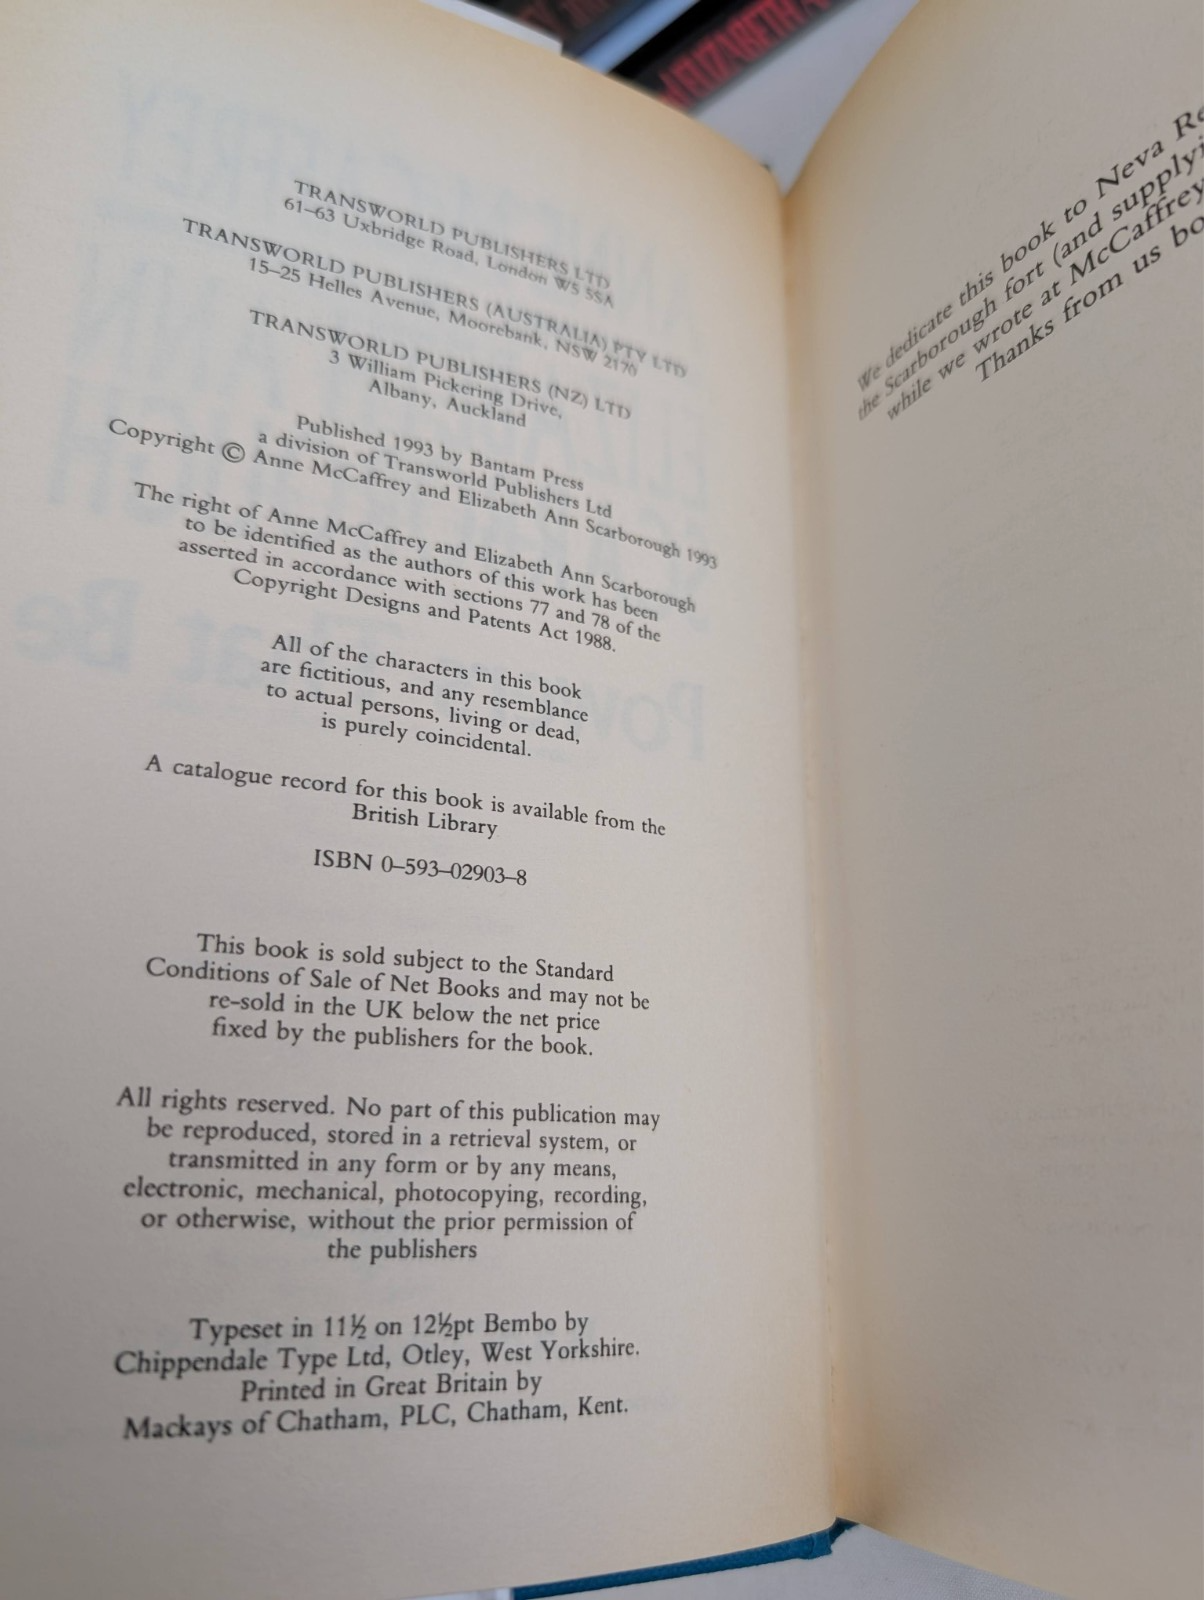 TRANSWORLD PUBLISHERS LTD
61–63 Uxbridge Road, London W5 5SA
TRANSWORLD PUBLISHERS (AUSTRALIA) PTY LTD
15–25 Helles Avenue, Moorebank, NSW 2170
TRANSWORLD PUBLISHERS (NZ) LTD
3 William Pickering Drive,
Albany, Auckland
Published 1993 by Bantam Press
a division of Transworld Publishers Ltd
Copyright © Anne McCaffrey and Elizabeth Ann Scarborough 1993
The right of Anne McCaffrey and Elizabeth Ann Scarborough
to be identified as the authors of this work has been
asserted in accordance with sections 77 and 78 of the
Copyright Designs and Patents Act 1988.
All of the characters in this book
are fictitious, and any resemblance
to actual persons, living or dead,
is purely coincidental.
A catalogue record for this book is available from the
British Library
ISBN 0–593–02903–8
This book is sold subject to the Standard
Conditions of Sale of Net Books and may not be
re-sold in the UK below the net price
fixed by the publishers for the book.
All rights reserved. No part of this publication may
be reproduced, stored in a retrieval system, or
transmitted in any form or by any means,
electronic, mechanical, photocopying, recording,
or otherwise, without the prior permission of
the publishers
Typeset in 11½ on 12½pt Bembo by
Chippendale Type Ltd, Otley, West Yorkshire.
Printed in Great Britain by
Mackays of Chatham, PLC, Chatham, Kent.
We dedicate this book to Neva
the Scarborough fort (and
while we wrote at McCaffrey
Thanks from us
ELIZABETH